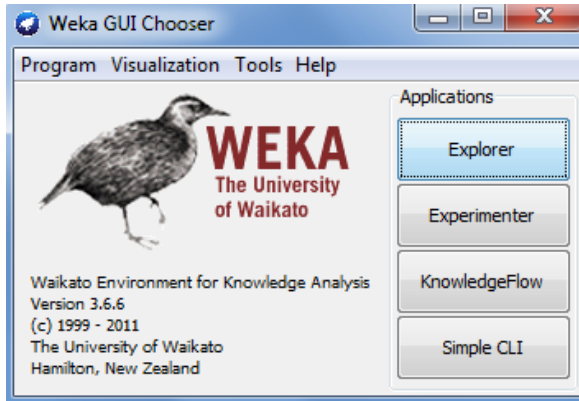 Weka GUI Chooser
Program Visualization Tools Help
WEKA
The University
of Waikato
Waikato Environment for Knowledge Analysis
Version 3.6.6
(c) 1999 - 2011
The University of Waikato
Hamilton, New Zealand
Applications
Explorer
Experimenter
KnowledgeFlow
Simple CLI